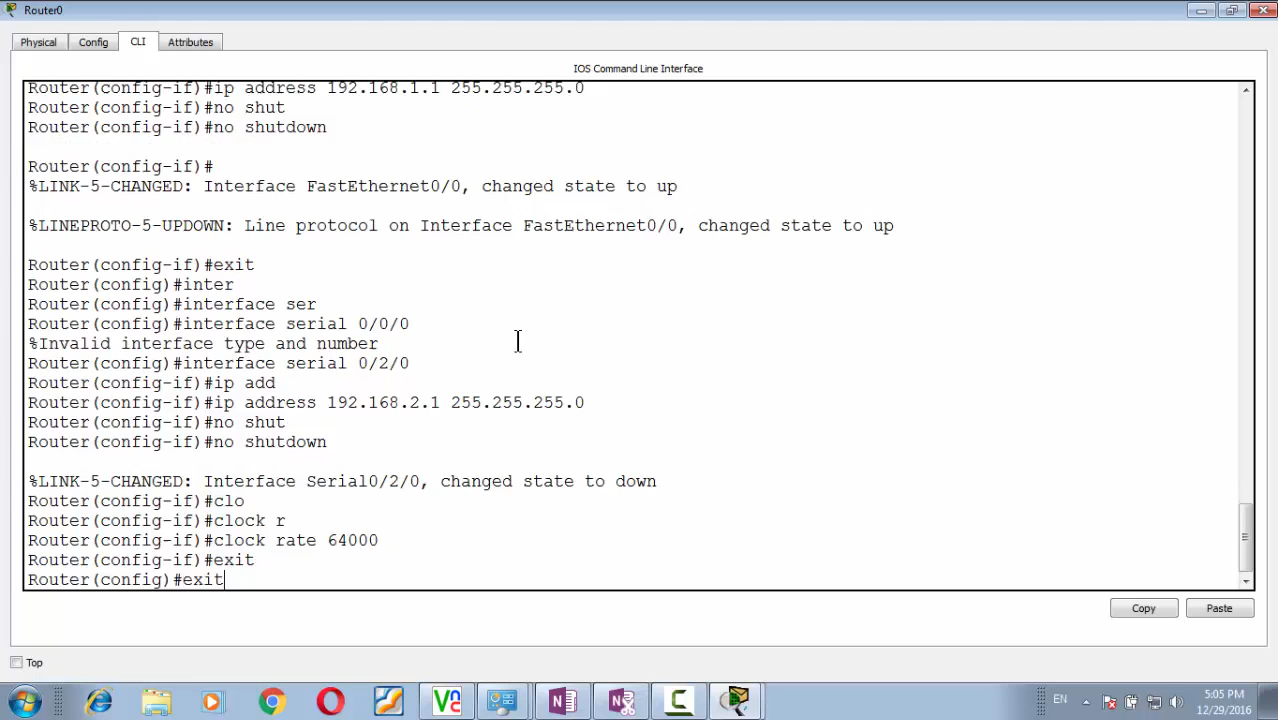 Router0
Physical Config CLI Attributes
IOS Command Line Interface
Router(config-if)#ip address 192.168.1.1 255.255.255.0
Router(config-if)#no shut
Router(config-if)#no shutdown
Router(config-if)#
%LINK-5-CHANGED: Interface FastEthernet0/0, changed state to up
%LINEPROTO-5-UPDOWN: Line protocol on Interface FastEthernet0/0, changed state to up
Router(config-if)#exit
Router(config)#inter
Router(config)#interface ser
Router(config)#interface serial 0/0/0
%Invalid interface type and number
Router(config)#interface serial 0/2/0
Router(config-if)#ip add
Router(config-if)#ip address 192.168.2.1 255.255.255.0
Router(config-if)#no shut
Router(config-if)#no shutdown
%LINK-5-CHANGED: Interface Serial0/2/0, changed state to down
Router(config-if)#clo
Router(config-if)#clock r
Router(config-if)#clock rate 64000
Router(config-if)#exit
Router(config)#exit
Copy Paste
Top
EN 5:05 PM
12/29/2016